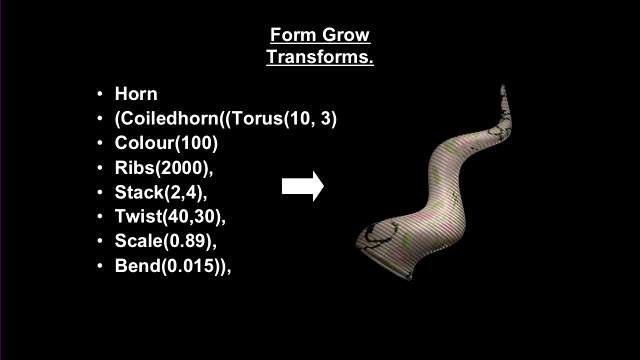 Form Grow
Transforms.
• Horn
• (Coiledhorn((Torus(10, 3)
• Colour(100)
• Ribs(2000),
• Stack(2,4),
• Twist(40,30),
• Scale(0.89),
• Bend(0.015)),